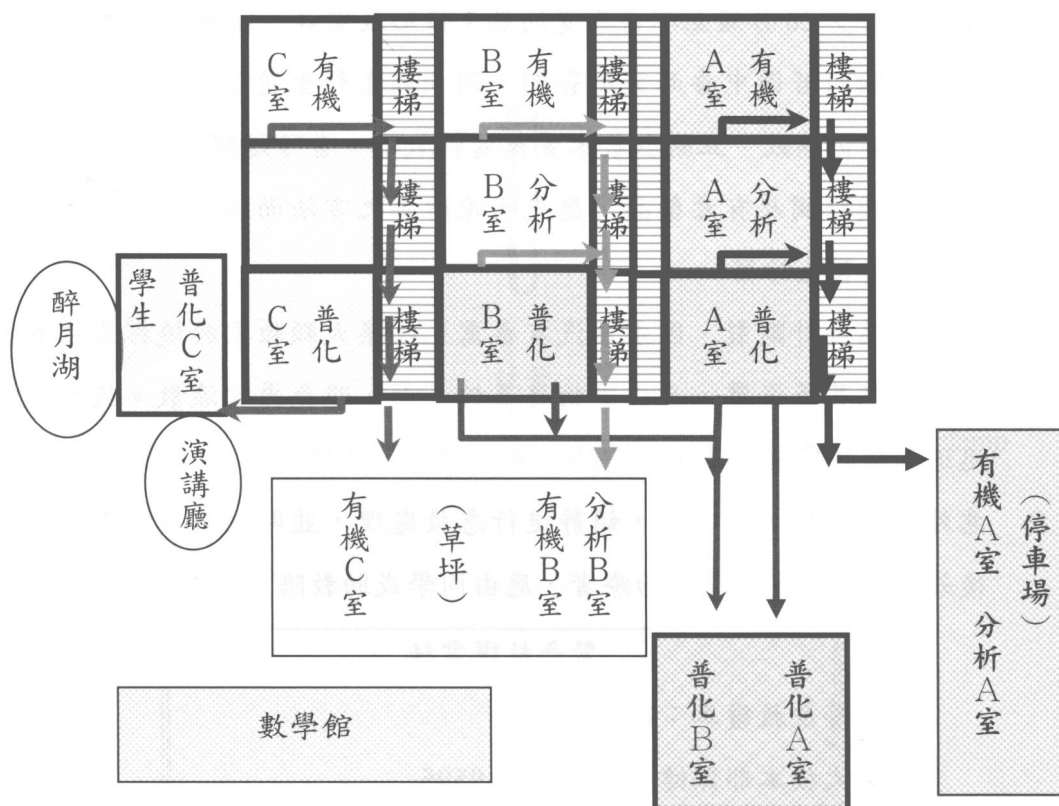 有機C室
樓梯
有機B室
樓梯
有機A室
樓梯
樓梯
分析B室
樓梯
分析A室
樓梯
普化C室
樓梯
普化B室
樓梯
普化A室
樓梯
醉月湖
普化C室
學生
演講廳
分析B室
有機B室
(草坪)
有機C室
(停車場)
有機A室 分析A室
普化A室
普化B室
數學館